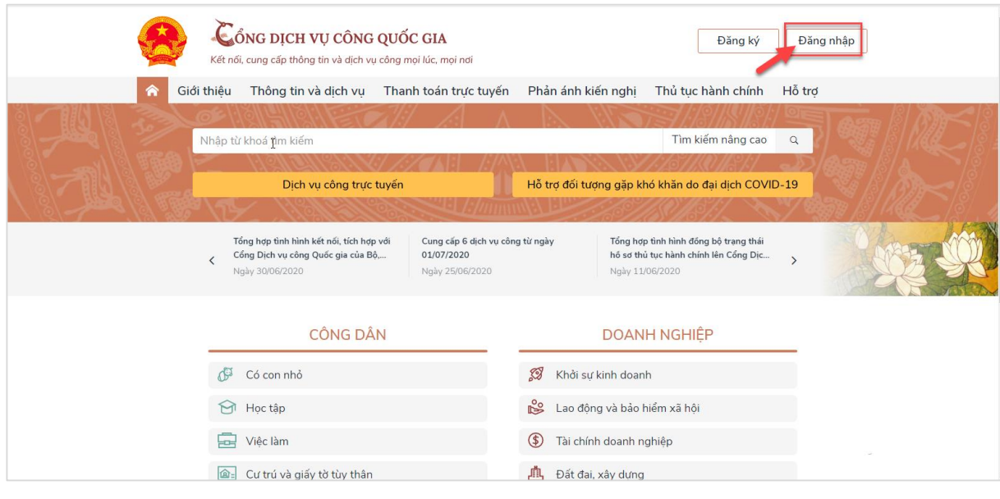 CỔNG DỊCH VỤ CÔNG QUỐC GIA
Kết nối, cung cấp thông tin và dịch vụ công mọi lúc, mọi nơi
Đăng ký
Đăng nhập
Giới thiệu Thông tin và dịch vụ Thanh toán trực tuyến Phản ánh kiến nghị Thủ tục hành chính Hỗ trợ
Nhập từ khoá tìm kiếm
Tìm kiếm nâng cao
Dịch vụ công trực tuyến
Hỗ trợ đối tượng gặp khó khăn do đại dịch COVID-19
Tổng hợp tình hình kết nối, tích hợp với
Cổng Dịch vụ công Quốc gia của Bộ,...
Ngày 30/06/2020
Cung cấp 6 dịch vụ công từ ngày
01/07/2020
Ngày 25/06/2020
Tổng hợp tình hình đồng bộ trạng thái
hồ sơ thủ tục hành chính lên Cổng Dịc...
Ngày 11/06/2020
CÔNG DÂN
Có con nhỏ
Học tập
Việc làm
Cư trú và giấy tờ tùy thân
DOANH NGHIỆP
Khởi sự kinh doanh
Lao động và bảo hiểm xã hội
Tài chính doanh nghiệp
Đất đai, xây dựng